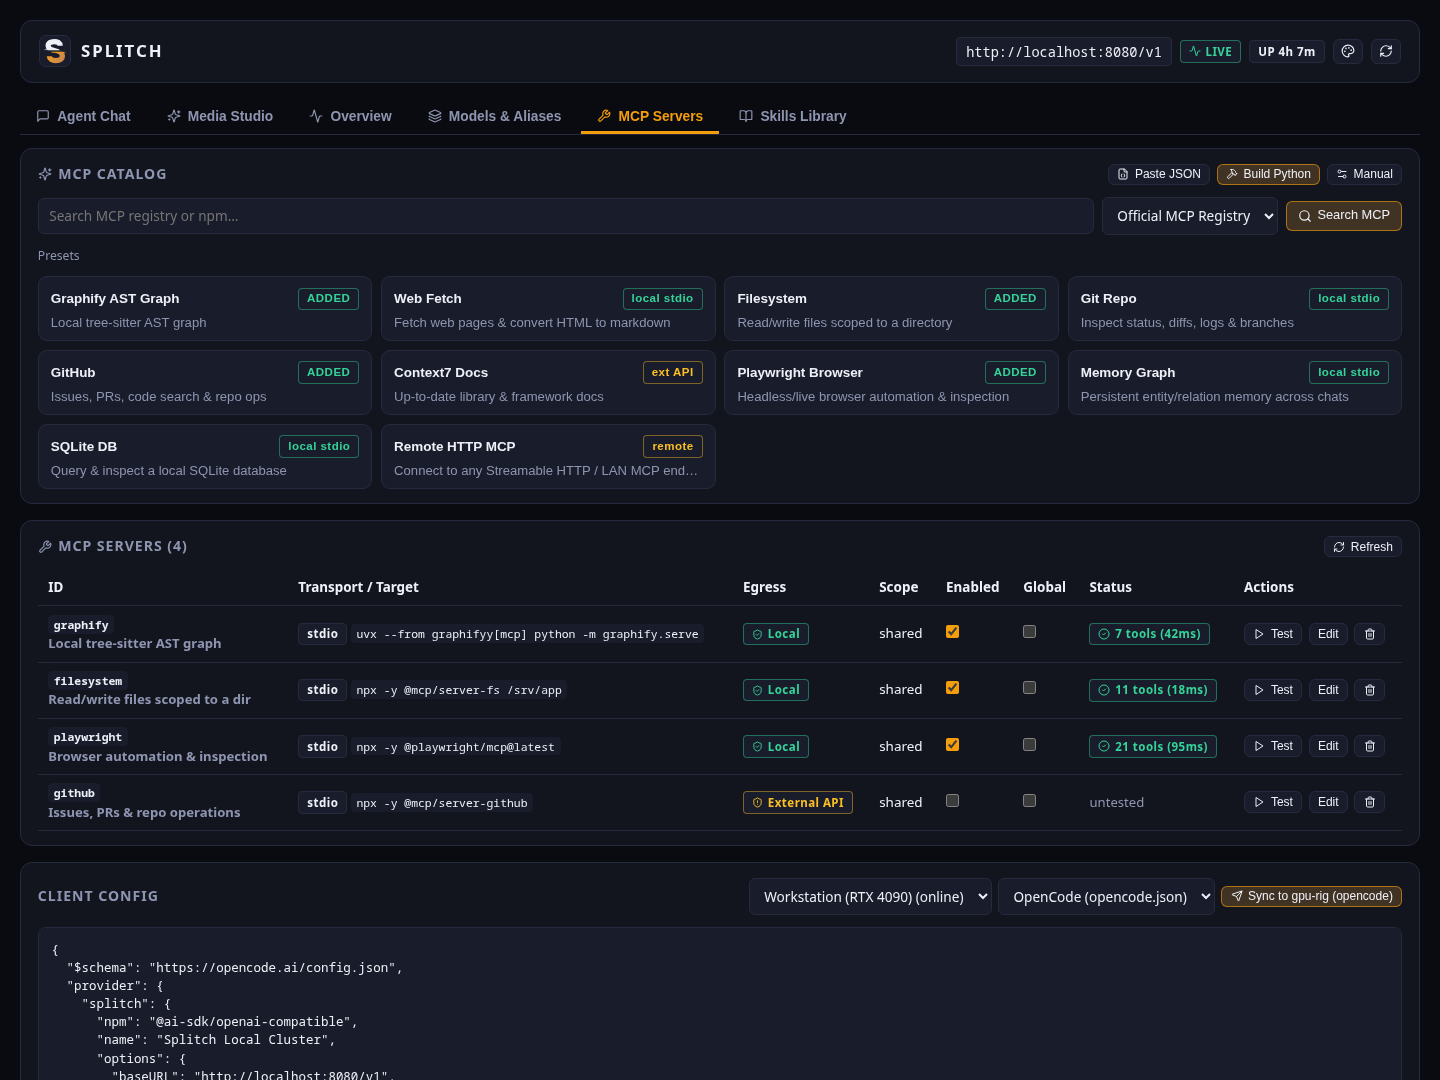 SPLITCH
http://localhost:8080/v1
LIVE
UP 4h 7m
Agent Chat
Media Studio
Overview
Models & Aliases
MCP Servers
Skills Library
MCP CATALOG
Paste JSON
Build Python
Manual
Search MCP registry or npm...
Official MCP Registry
Search MCP
Presets
Graphify AST Graph
ADDED
Local tree-sitter AST graph
Web Fetch
local stdio
Fetch web pages & convert HTML to markdown
Filesystem
ADDED
Read/write files scoped to a directory
Git Repo
local stdio
Inspect status, diffs, logs & branches
GitHub
ADDED
Issues, PRs, code search & repo ops
Context7 Docs
ext API
Up-to-date library & framework docs
Playwright Browser
ADDED
Headless/live browser automation & inspection
Memory Graph
local stdio
Persistent entity/relation memory across chats
SQLite DB
local stdio
Query & inspect a local SQLite database
Remote HTTP MCP
remote
Connect to any Streamable HTTP / LAN MCP end…
MCP SERVERS (4)
Refresh
ID Transport / Target Egress Scope Enabled Global Status Actions
graphify
Local tree-sitter AST graph
stdio uvx --from graphifyy[mcp] python -m graphify.serve Local shared 7 tools (42ms) Test Edit
filesystem
Read/write files scoped to a dir
stdio npx -y @mcp/server-fs /srv/app Local shared 11 tools (18ms) Test Edit
playwright
Browser automation & inspection
stdio npx -y @playwright/mcp@latest Local shared 21 tools (95ms) Test Edit
github
Issues, PRs & repo operations
stdio npx -y @mcp/server-github External API shared untested Test Edit
CLIENT CONFIG
Workstation (RTX 4090) (online)
OpenCode (opencode.json)
Sync to gpu-rig (opencode)
{
"$schema": "https://opencode.ai/config.json",
"provider": {
"splitch": {
"npm": "@ai-sdk/openai-compatible",
"name": "Splitch Local Cluster",
"options": {
"baseURL": "http://localhost:8080/v1",